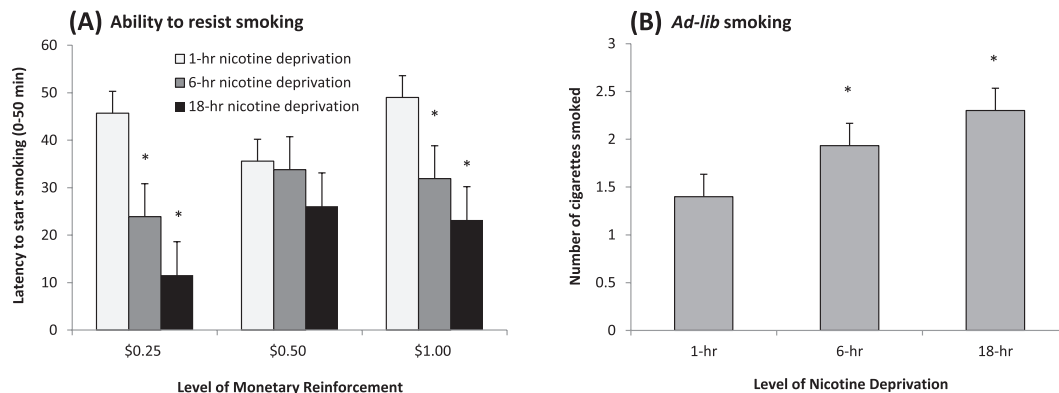 (A) Ability to resist smoking
1-hr nicotine deprivation
6-hr nicotine deprivation
18-hr nicotine deprivation
Latency to start smoking (0-50 min)
60
50
40
30
20
10
0
*
*
*
*
$0.25
$0.50
$1.00
Level of Monetary Reinforcement
(B) Ad-lib smoking
Number of cigarettes smoked
3
2.5
2
1.5
1
0.5
0
*
*
1-hr
6-hr
18-hr
Level of Nicotine Deprivation